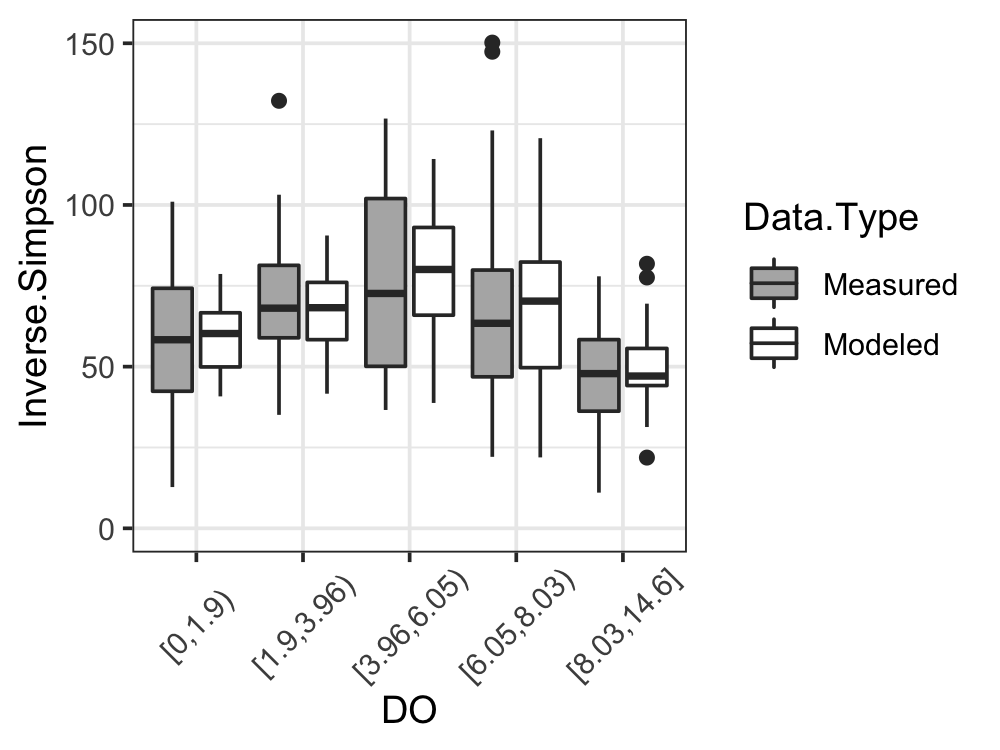 Inverse.Simpson
150
100
50
0
[0,1.9)
[1.9,3.96)
[3.96,6.05)
[6.05,8.03)
[8.03,14.6]
DO
Data.Type
Measured
Modeled